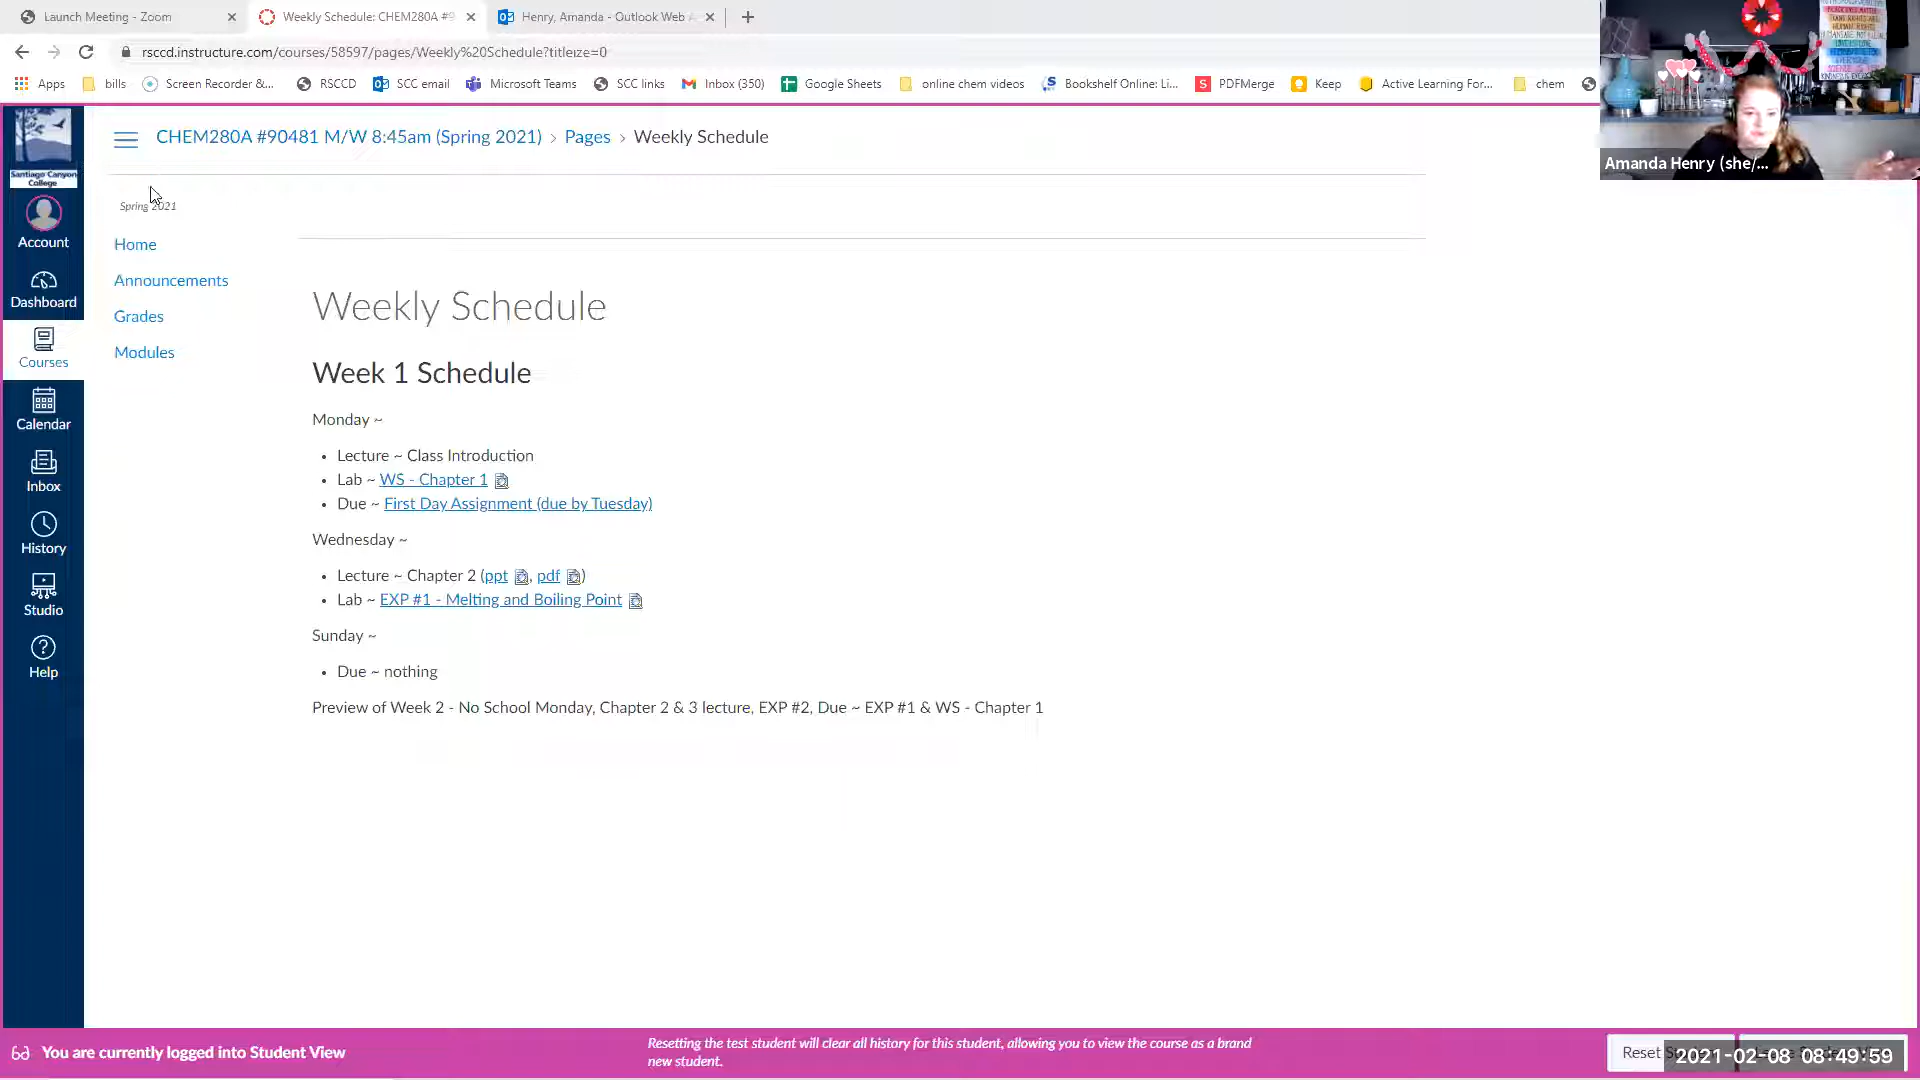 Launch Meeting - Zoom
Weekly Schedule: CHEM280A #9
Henry, Amanda - Outlook Web A
rsccd.instructure.com/courses/58597/pages/Weekly%20Schedule?titleize=0
Apps bills Screen Recorder &... RSCCD SCC email Microsoft Teams SCC links Inbox (350) Google Sheets online chem videos Bookshelf Online: Li... PDFMerge Keep Active Learning For... chem
Amanda Henry (she/...
Santiago Canyon
College
CHEM280A #90481 M/W 8:45am (Spring 2021) › Pages › Weekly Schedule
Spring 2021
Account
Dashboard
Courses
Calendar
Inbox
History
Studio
Help
Home
Announcements
Grades
Modules
Weekly Schedule
Week 1 Schedule
Monday ~
• Lecture ~ Class Introduction
• Lab ~ WS - Chapter 1
• Due ~ First Day Assignment (due by Tuesday)
Wednesday ~
• Lecture ~ Chapter 2 (ppt , pdf )
• Lab ~ EXP #1 - Melting and Boiling Point
Sunday ~
• Due ~ nothing
Preview of Week 2 - No School Monday, Chapter 2 & 3 lecture, EXP #2, Due ~ EXP #1 & WS - Chapter 1
You are currently logged into Student View
Resetting the test student will clear all history for this student, allowing you to view the course as a brand
new student.
Reset
2021-02-08 08:49:59